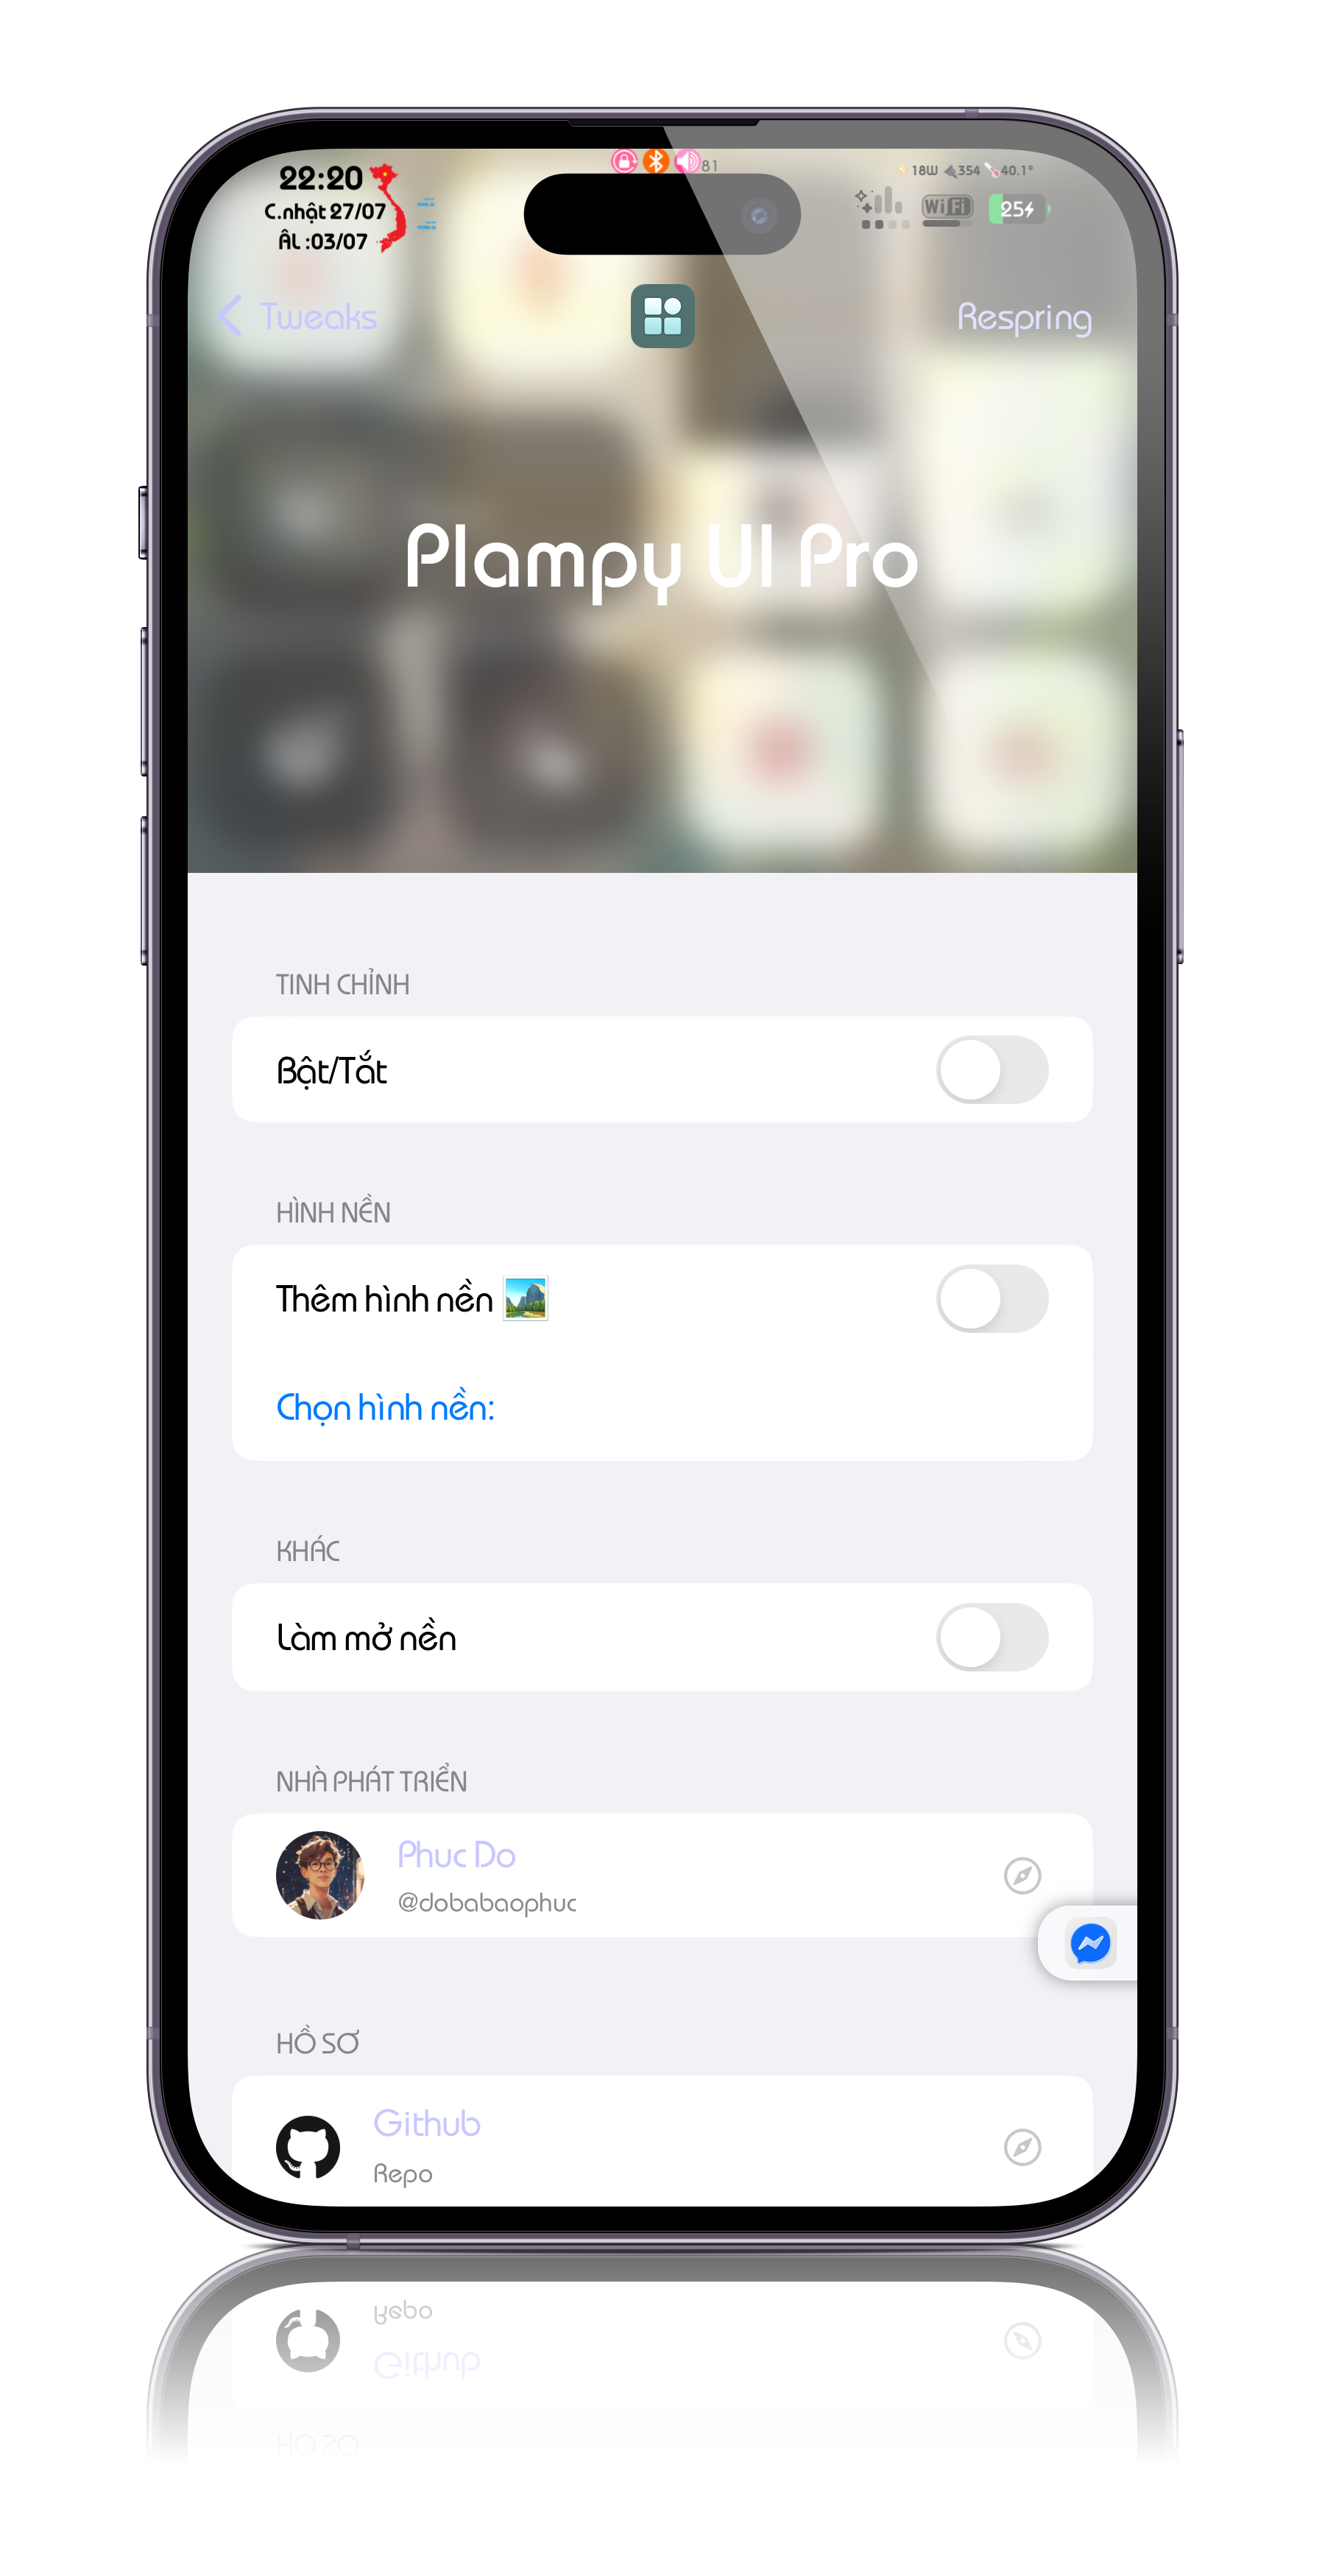 22:20
C.nhật 27/07
ÂL :03/07
81
18W 354 40.1°
WiFi
25
Tweaks
Respring
Plampy UI Pro
TINH CHỈNH
Bật/Tắt
HÌNH NỀN
Thêm hình nền
Chọn hình nền:
KHÁC
Làm mờ nền
NHÀ PHÁT TRIỂN
Phuc Do
@dobabaophuc
HỒ SƠ
Github
Repo